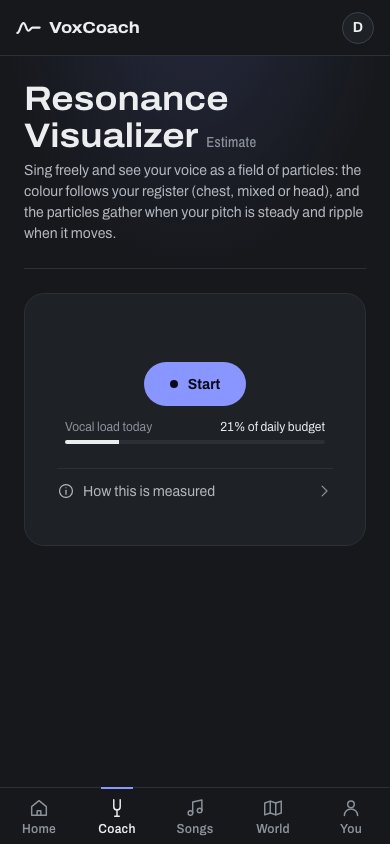 VoxCoach
D
Resonance
Visualizer Estimate
Sing freely and see your voice as a field of particles: the
colour follows your register (chest, mixed or head), and
the particles gather when your pitch is steady and ripple
when it moves.
Start
Vocal load today 21% of daily budget
How this is measured
Home Coach Songs World You